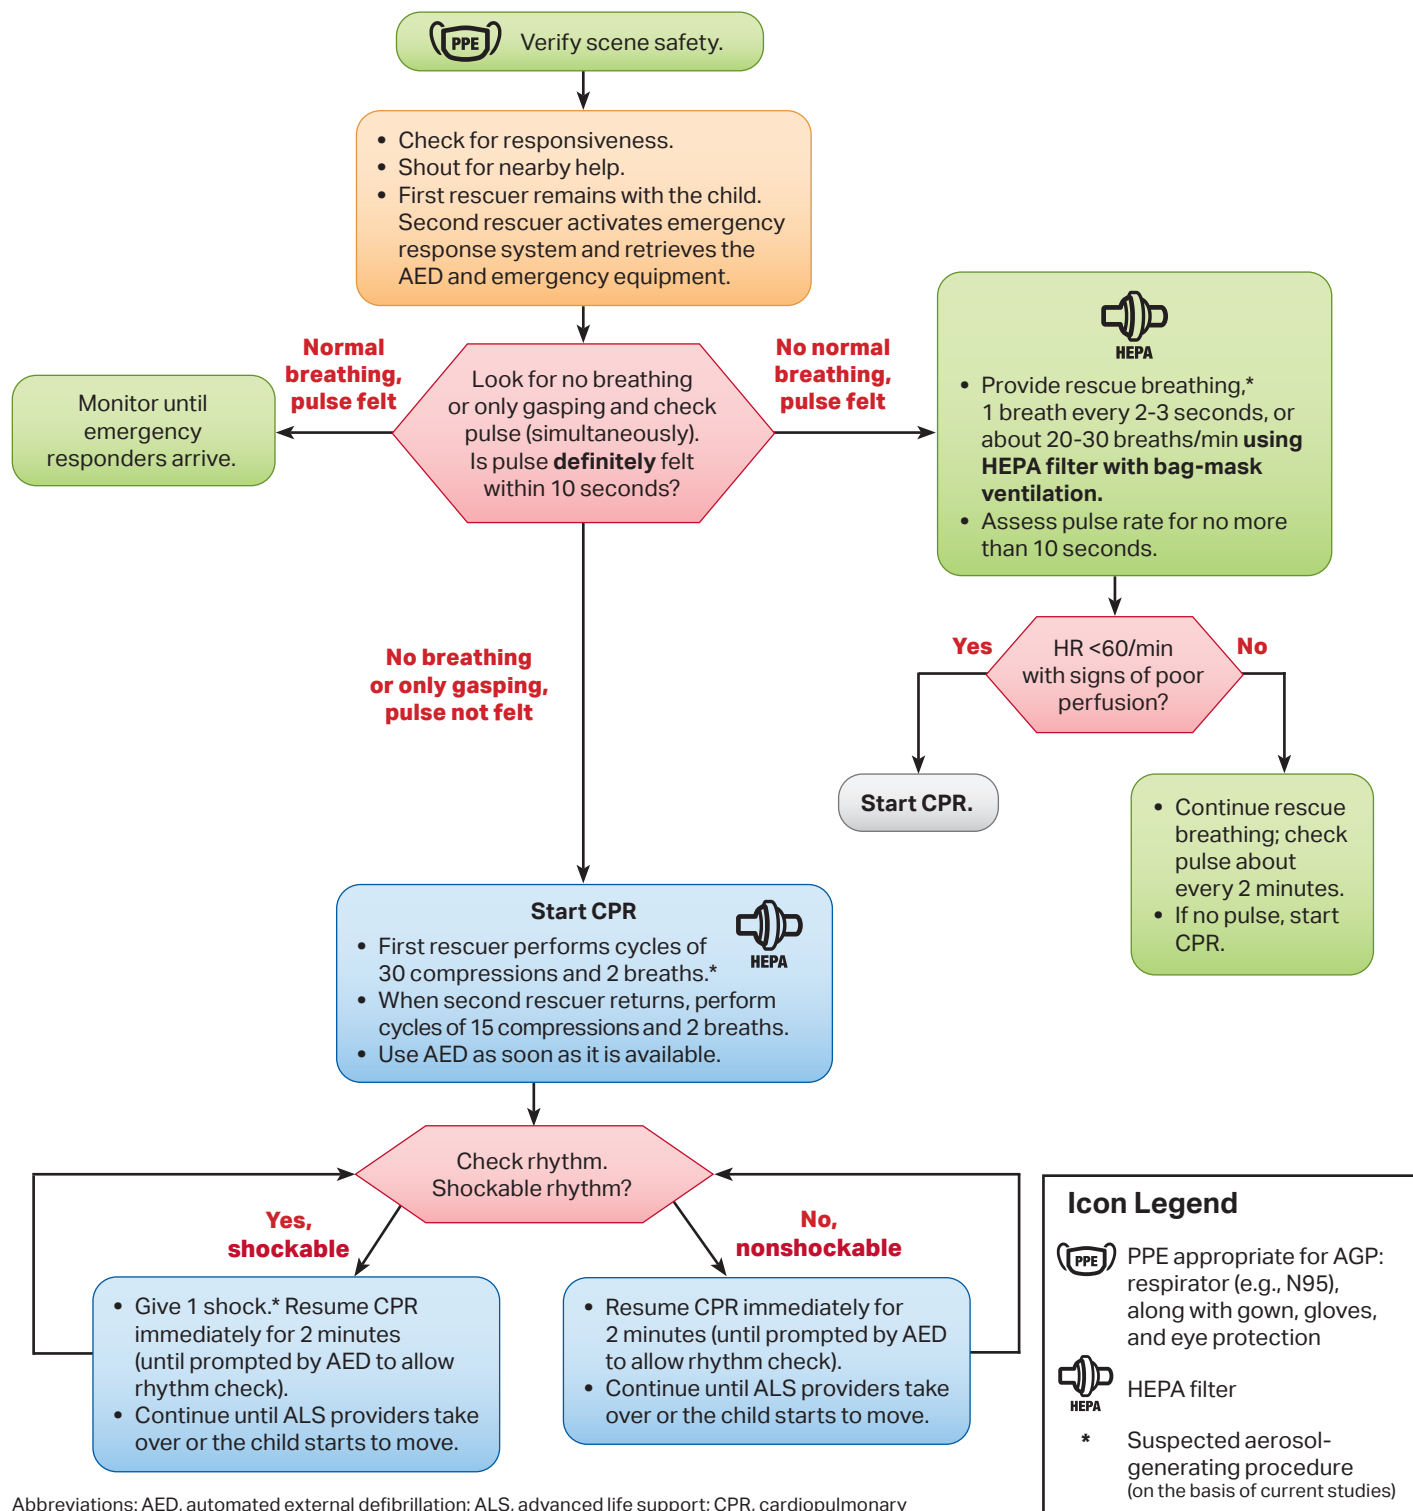 PPE Verify scene safety.
• Check for responsiveness.
• Shout for nearby help.
• First rescuer remains with the child.
Second rescuer activates emergency
response system and retrieves the
AED and emergency equipment.
Normal
breathing,
pulse felt
Look for no breathing
or only gasping and check
pulse (simultaneously).
Is pulse definitely felt
within 10 seconds?
No normal
breathing,
pulse felt
Monitor until
emergency
responders arrive.
HEPA
• Provide rescue breathing,*
1 breath every 2-3 seconds, or
about 20-30 breaths/min using
HEPA filter with bag-mask
ventilation.
• Assess pulse rate for no more
than 10 seconds.
Yes
HR <60/min
with signs of poor
perfusion?
No
No breathing
or only gasping,
pulse not felt
Start CPR.
• Continue rescue
breathing; check
pulse about
every 2 minutes.
• If no pulse, start
CPR.
Start CPR
• First rescuer performs cycles of
30 compressions and 2 breaths.*
• When second rescuer returns, perform
cycles of 15 compressions and 2 breaths.
• Use AED as soon as it is available.
HEPA
Check rhythm.
Shockable rhythm?
Yes,
shockable
No,
nonshockable
• Give 1 shock.* Resume CPR
immediately for 2 minutes
(until prompted by AED to allow
rhythm check).
• Continue until ALS providers take
over or the child starts to move.
• Resume CPR immediately for
2 minutes (until prompted by AED
to allow rhythm check).
• Continue until ALS providers take
over or the child starts to move.
Icon Legend
PPE PPE appropriate for AGP:
respirator (e.g., N95),
along with gown, gloves,
and eye protection
HEPA HEPA filter
* Suspected aerosol-
generating procedure
(on the basis of current studies)
Abbreviations: AED, automated external defibrillation; ALS, advanced life support; CPR, cardiopulmonary